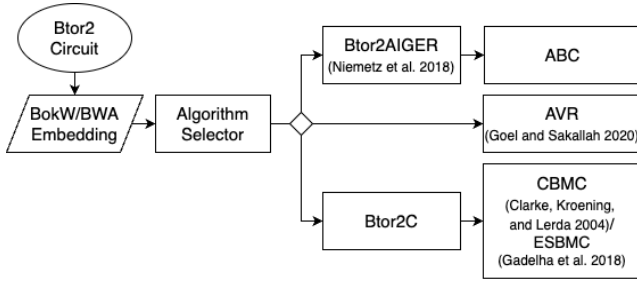 Btor2
Circuit
BokW/BWA
Embedding
Algorithm
Selector
Btor2AIGER
(Niemetz et al. 2018)
ABC
AVR
(Goel and Sakallah 2020)
Btor2C
CBMC
(Clarke, Kroening,
and Lerda 2004)/
ESBMC
(Gadelha et al. 2018)